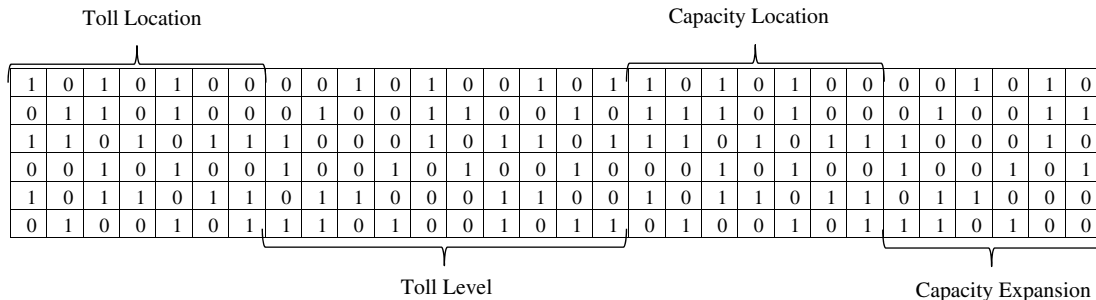 Toll Location Capacity Location
1 0 1 0 1 0 0 0 0 1 0 1 0 0 1 0 1 1 0 1 0 1 0 0 0 0 1 0 1 0
0 1 1 0 1 0 0 0 1 0 0 1 1 0 0 1 0 1 1 1 0 1 0 0 0 1 0 0 1 1
1 1 0 1 0 1 1 1 0 0 0 1 0 1 1 0 1 1 1 0 1 0 1 1 1 0 0 0 1 0
0 0 1 0 1 0 0 1 0 0 1 0 1 0 0 1 0 0 0 1 0 1 0 0 1 0 0 1 0 1
1 0 1 1 0 1 1 0 1 1 0 0 0 1 1 0 0 1 0 1 1 0 1 1 0 1 1 0 0 0
0 1 0 0 1 0 1 1 1 0 1 0 0 1 0 1 1 0 1 0 0 1 0 1 1 1 0 1 0 0
Toll Level Capacity Expansion